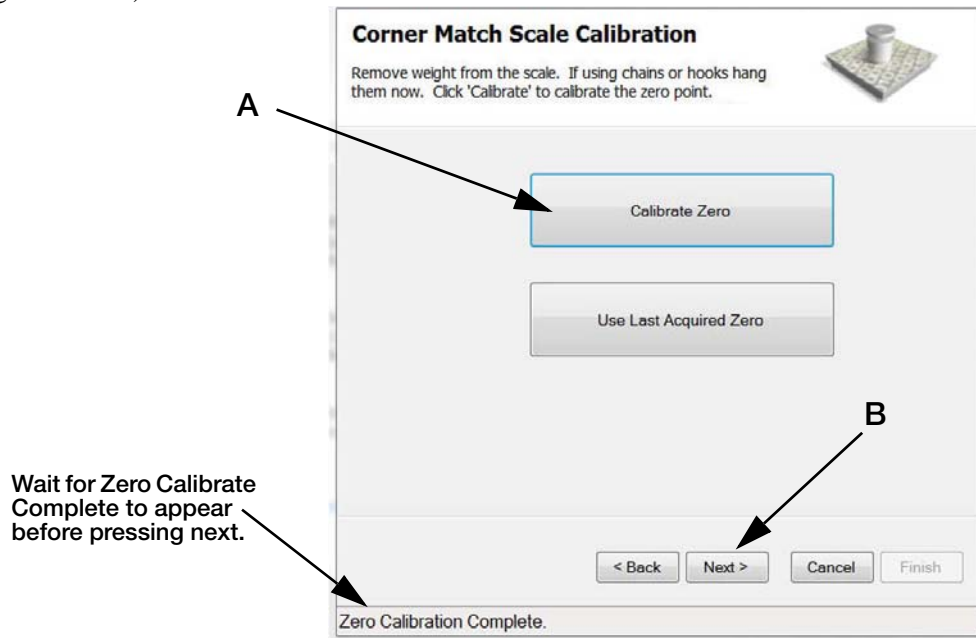 Corner Match Scale Calibration
Remove weight from the scale. If using chains or hooks hang
them now. Click 'Calibrate' to calibrate the zero point.
A
Calibrate Zero
Use Last Acquired Zero
B
Wait for Zero Calibrate
Complete to appear
before pressing next.
< Back Next > Cancel Finish
Zero Calibration Complete.